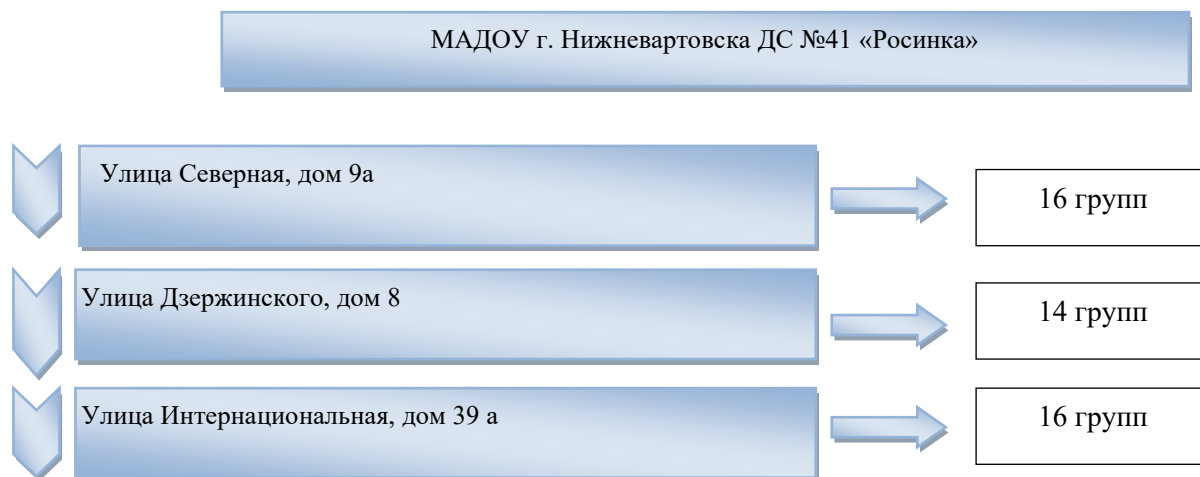 МАДОУ г. Нижневартовска ДС №41 «Росинка»
Улица Северная, дом 9а
16 групп
Улица Дзержинского, дом 8
14 групп
Улица Интернациональная, дом 39 а
16 групп